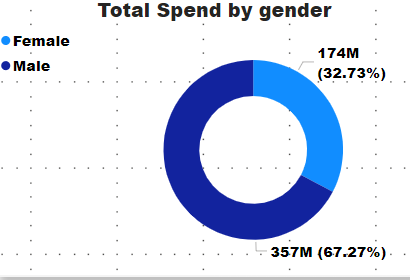 Total Spend by gender
Female
Male
174M
(32.73%)
357M (67.27%)